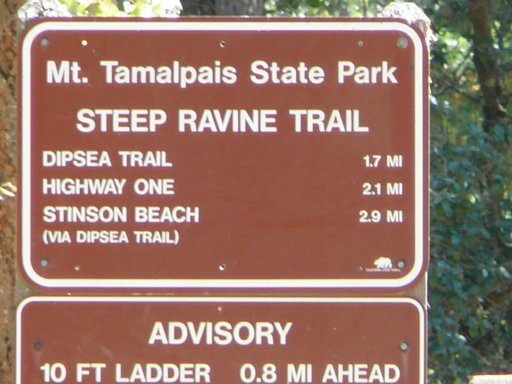 Mt. Tamalpais State Park
STEEP RAVINE TRAIL
DIPSEA TRAIL 1.7 MI
HIGHWAY ONE 2.1 MI
STINSON BEACH 2.9 MI
(VIA DIPSEA TRAIL)
ADVISORY
10 FT LADDER 0.8 MI AHEAD